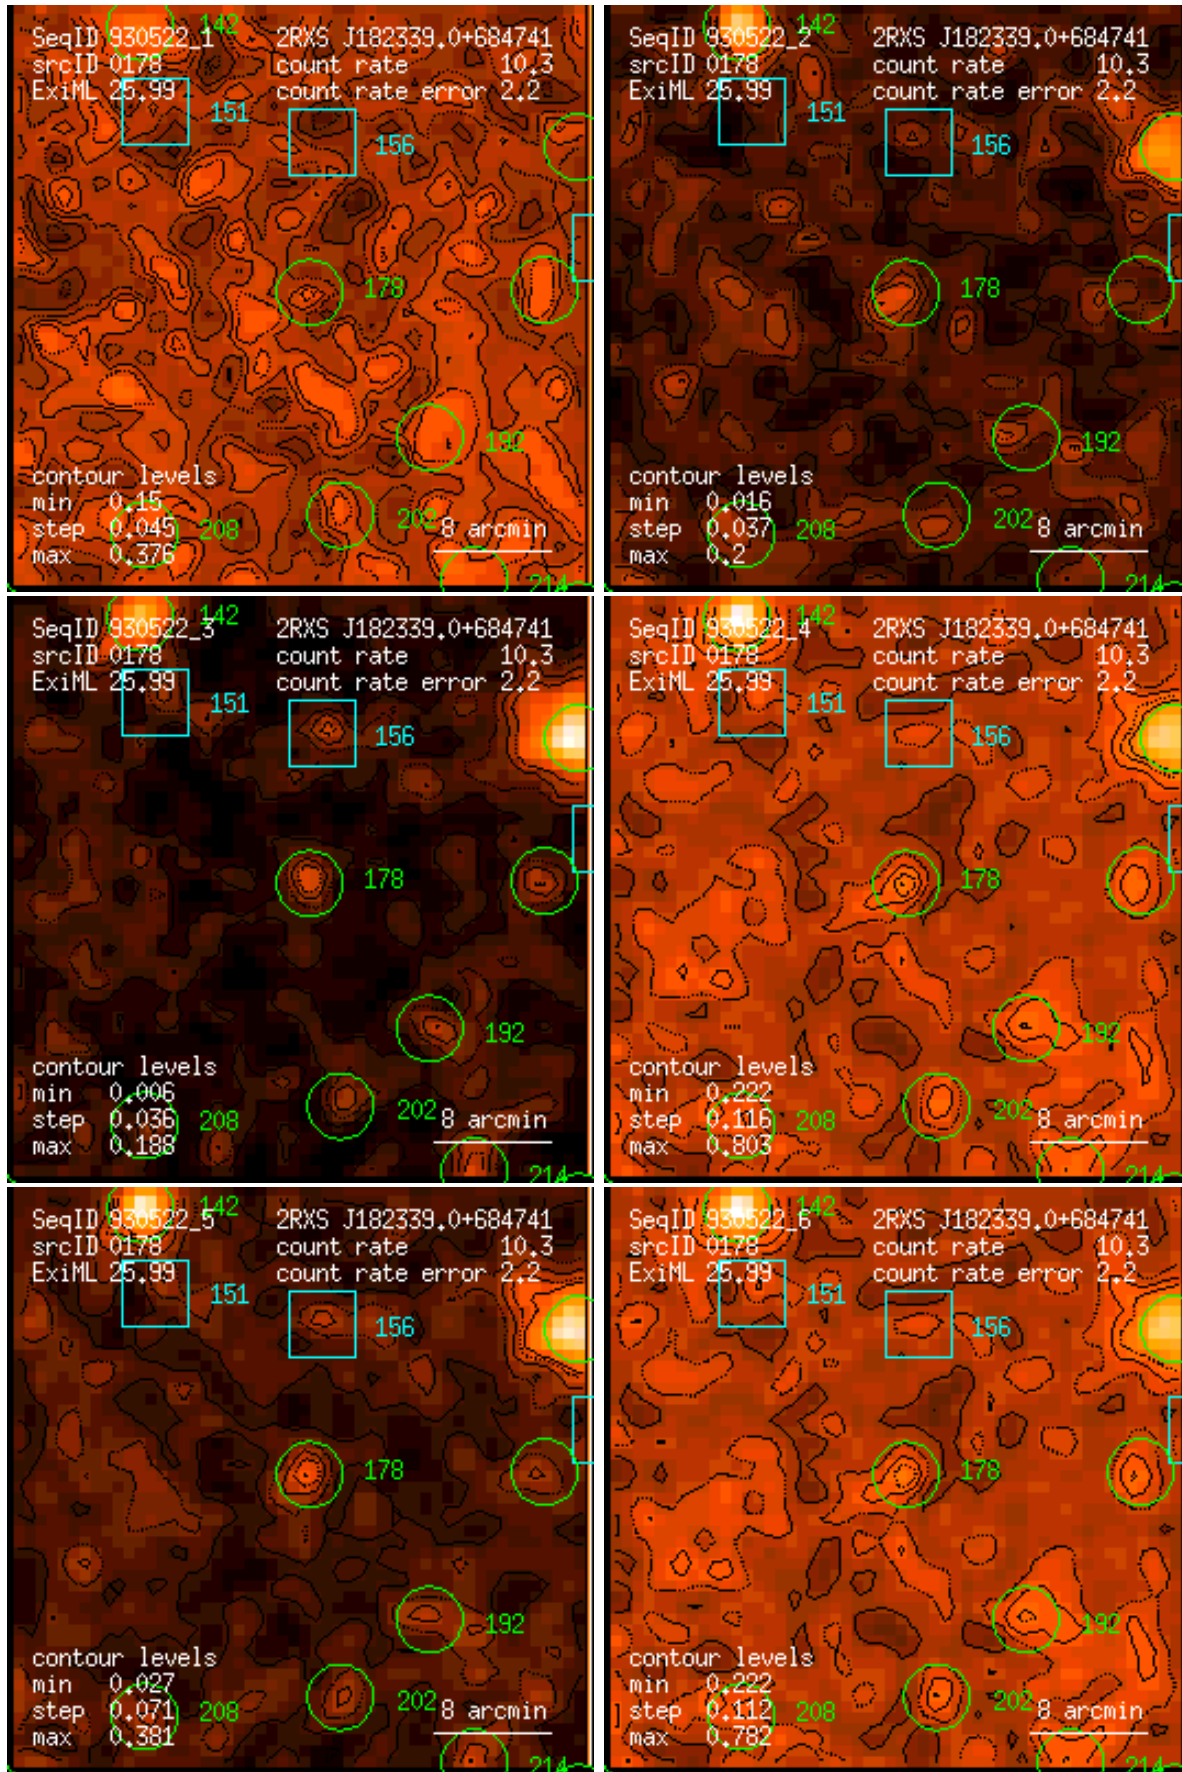 SeqID 930522_1 142 2RXS J182339.0+684741
srcID 0178 count rate 10.3
ExiML 25.99 count rate error 2.2
151
156
178
192
contour levels
min 0.15
step 0.045 208 202 8 arcmin
max 0.376
214
SeqID 930522_2 142 2RXS J182339.0+684741
srcID 0178 count rate 10.3
ExiML 25.99 count rate error 2.2
151
156
178
192
contour levels
min 0.016
step 0.037 208 202 8 arcmin
max 0.2
214
SeqID 930522_3 142 2RXS J182339.0+684741
srcID 0178 count rate 10.3
ExiML 25.99 count rate error 2.2
151
156
178
192
contour levels
min 0.006
step 0.036 208 202 8 arcmin
max 0.188
214
SeqID 930522_4 142 2RXS J182339.0+684741
srcID 0178 count rate 10.3
ExiML 25.99 count rate error 2.2
151
156
178
192
contour levels
min 0.222
step 0.116 208 202 8 arcmin
max 0.803
214
SeqID 930522_5 142 2RXS J182339.0+684741
srcID 0178 count rate 10.3
ExiML 25.99 count rate error 2.2
151
156
178
192
contour levels
min 0.027
step 0.071 208 202 8 arcmin
max 0.381
214
SeqID 930522_6 142 2RXS J182339.0+684741
srcID 0178 count rate 10.3
ExiML 25.99 count rate error 2.2
151
156
178
192
contour levels
min 0.222
step 0.112 208 202 8 arcmin
max 0.782
214